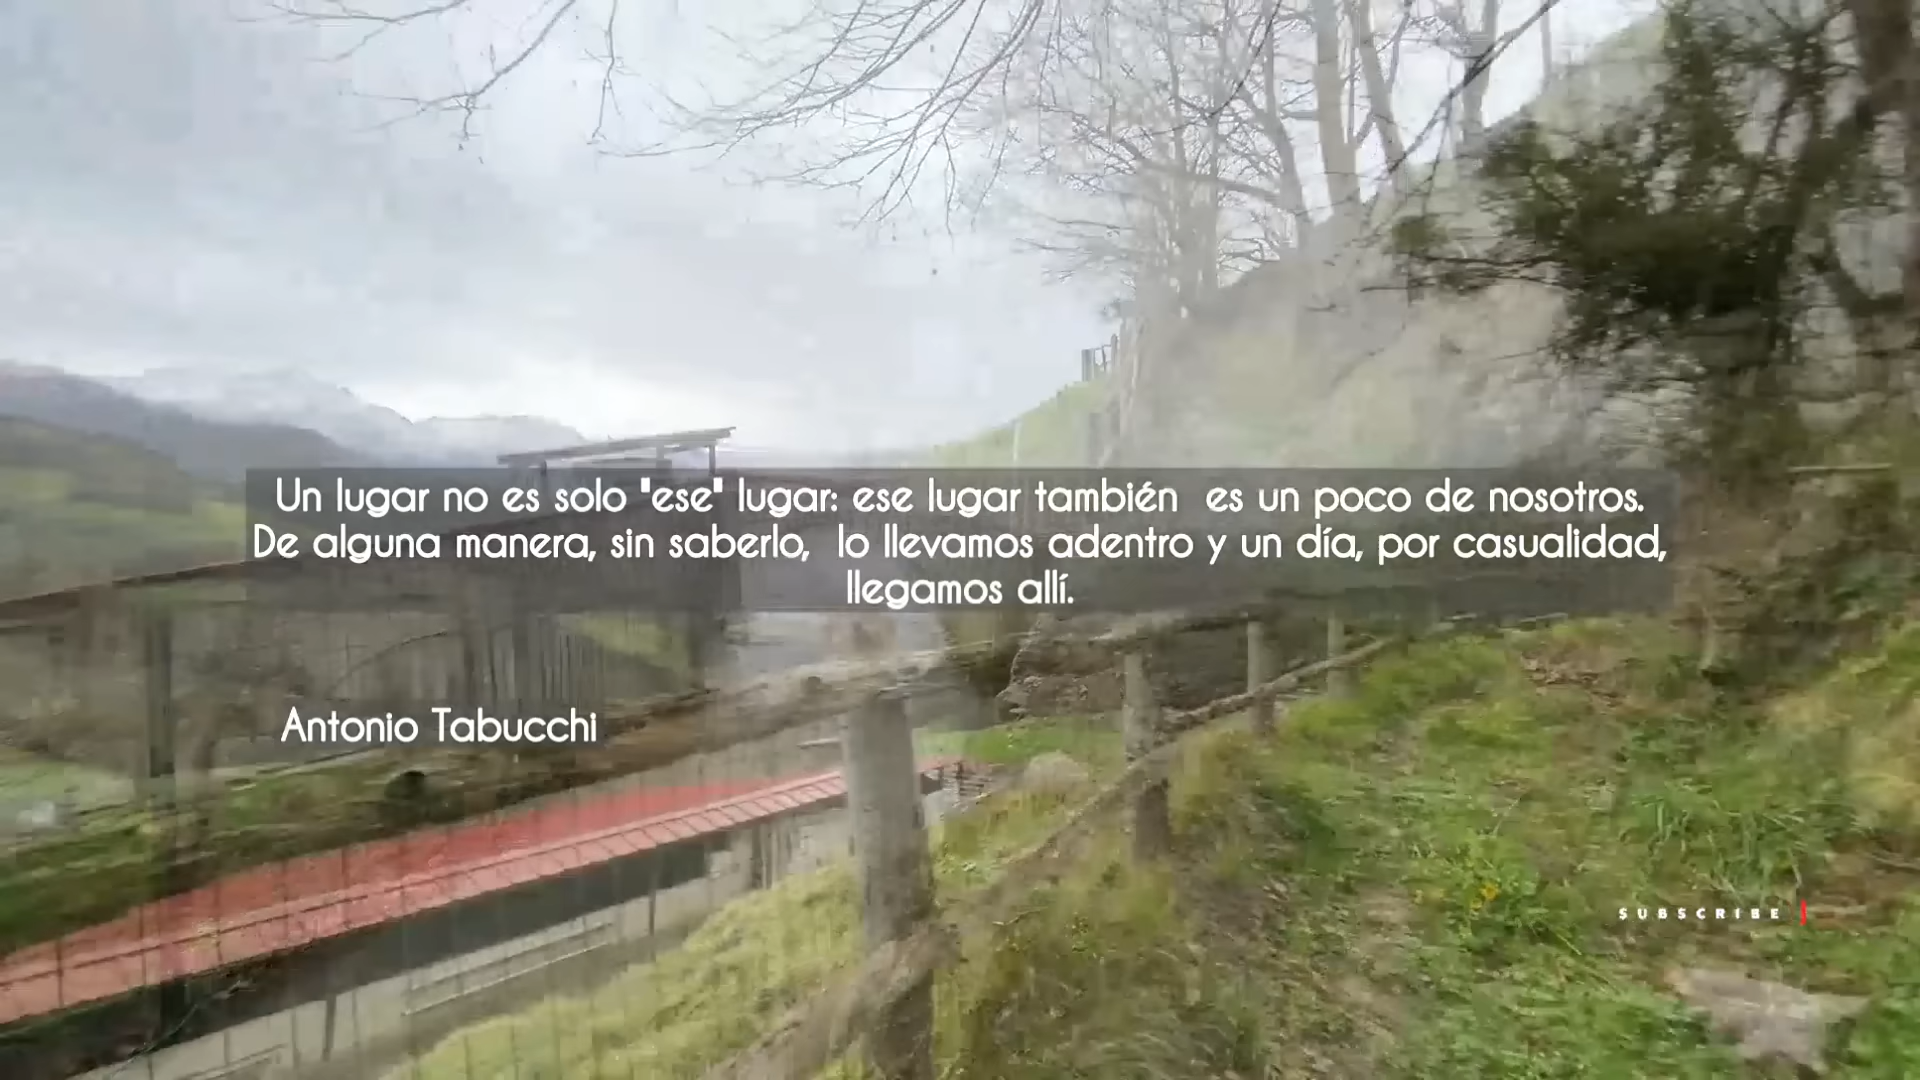 Un lugar no es solo "ese" lugar: ese lugar también  es un poco de nosotros.
De alguna manera, sin saberlo,  lo llevamos adentro y un día, por casualidad,
llegamos allí.
Antonio Tabucchi
SUBSCRIBE